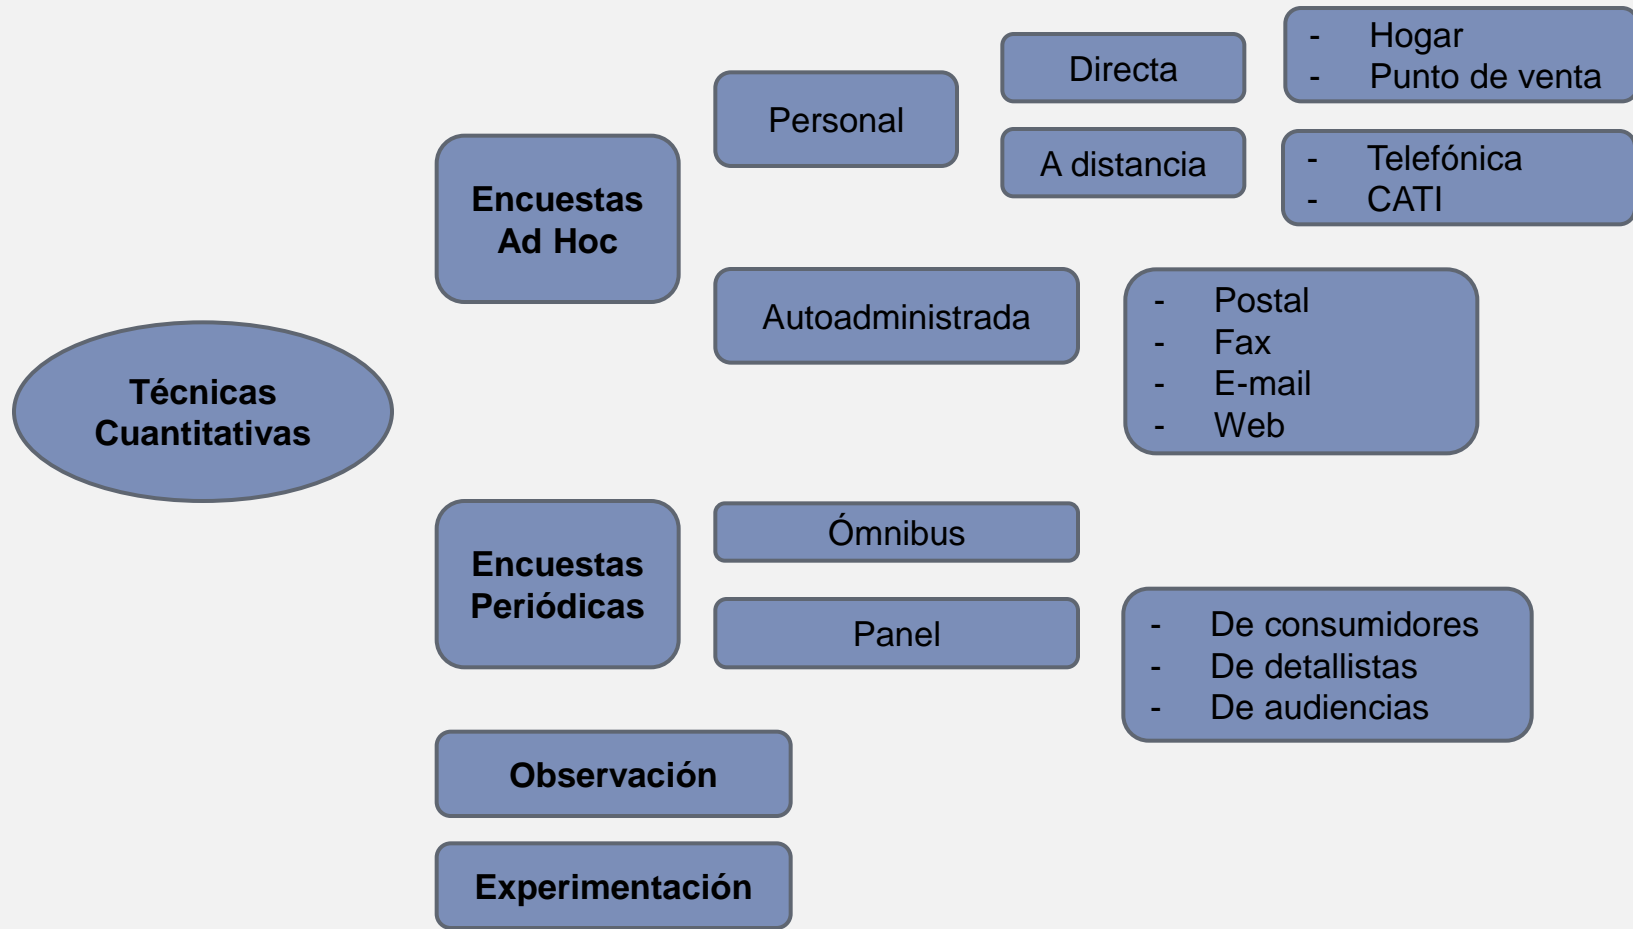 Técnicas
Cuantitativas
Encuestas
Ad Hoc
Personal
Directa
- Hogar
- Punto de venta
A distancia
- Telefónica
- CATI
Autoadministrada
- Postal
- Fax
- E-mail
- Web
Encuestas
Periódicas
Ómnibus
Panel
- De consumidores
- De detallistas
- De audiencias
Observación
Experimentación